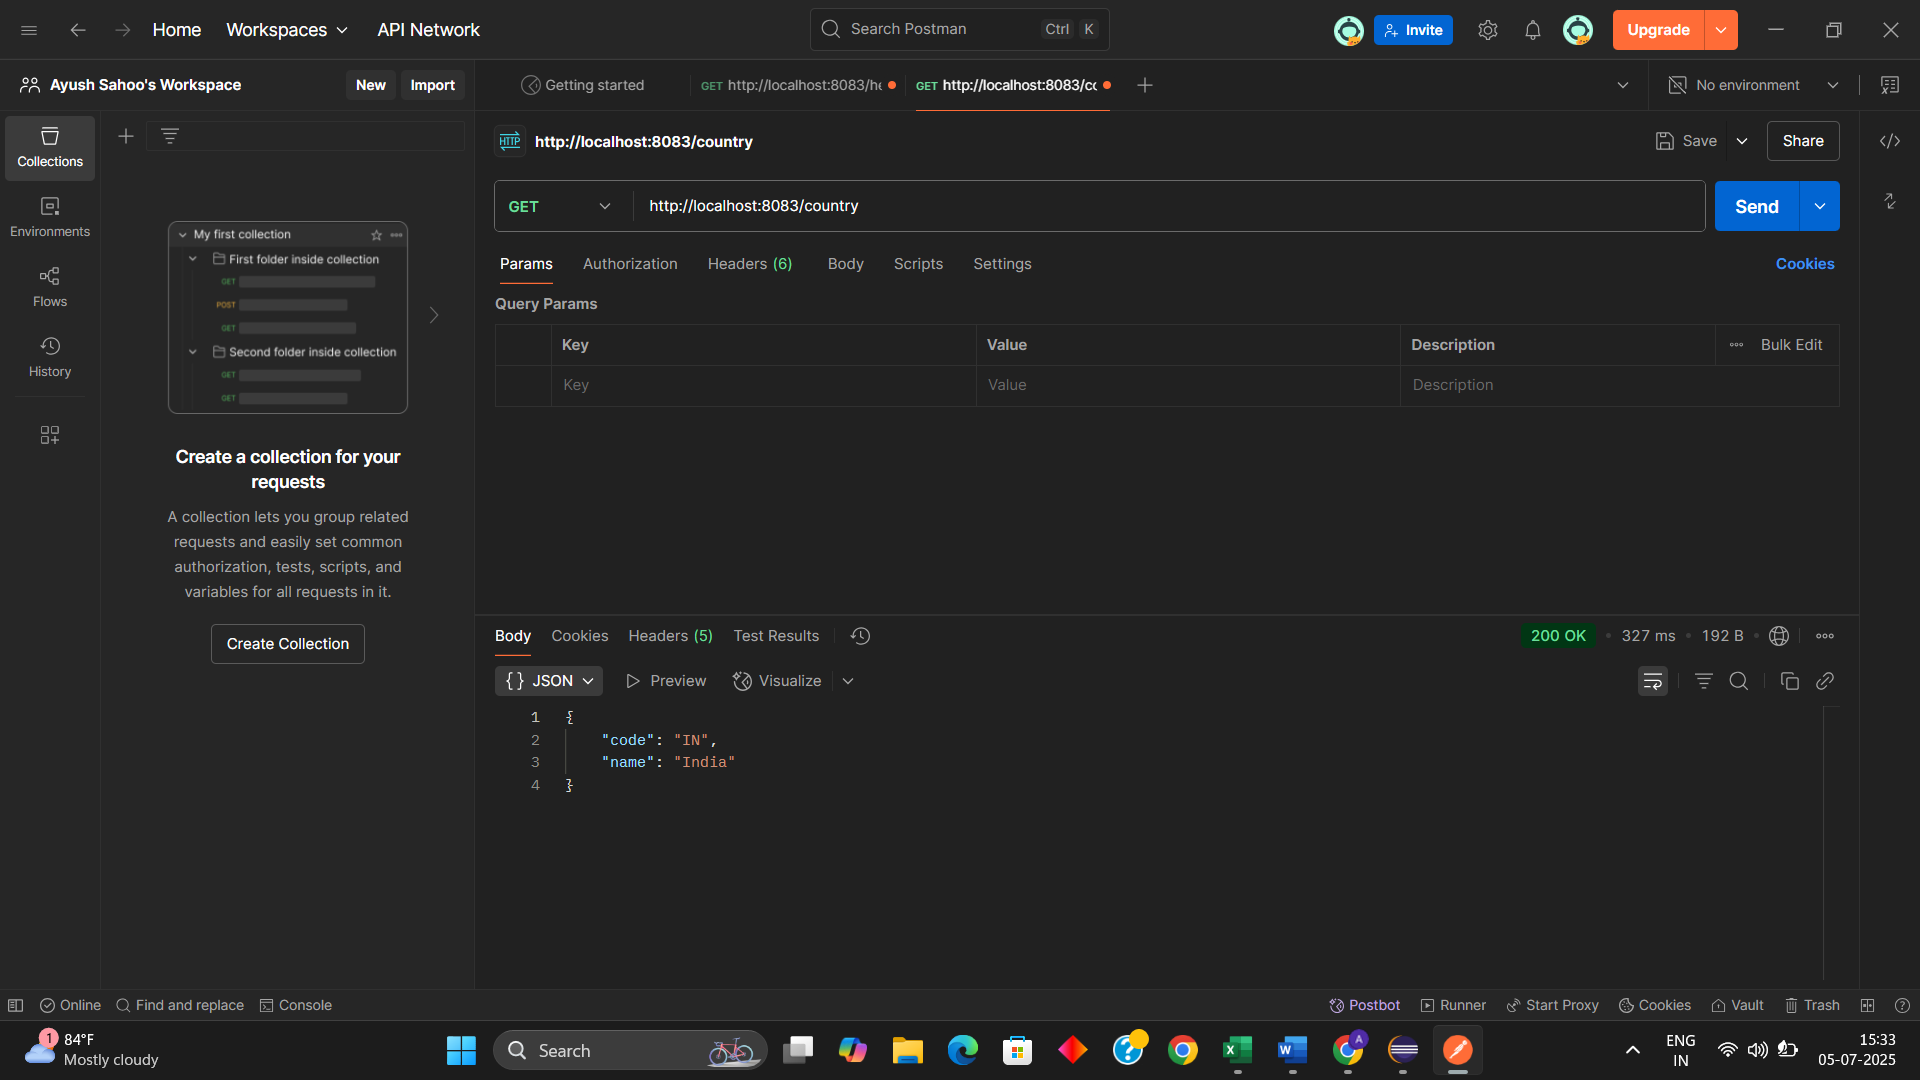 Home Workspaces API Network
Search Postman Ctrl K
Invite
Upgrade
Ayush Sahoo's Workspace New Import
Getting started
GET http://localhost:8083/he
GET http://localhost:8083/co
No environment
Collections
Environments
Flows
History
My first collection
First folder inside collection
GET
POST
GET
Second folder inside collection
GET
GET
Create a collection for your
requests
A collection lets you group related
requests and easily set common
authorization, tests, scripts, and
variables for all requests in it.
Create Collection
HTTP http://localhost:8083/country
Save Share
GET http://localhost:8083/country Send
Params Authorization Headers (6) Body Scripts Settings Cookies
Query Params
Key Value Description Bulk Edit
Key Value Description
Body Cookies Headers (5) Test Results
200 OK • 327 ms • 192 B •
{} JSON Preview Visualize
1 {
2 "code": "IN",
3 "name": "India"
4 }
Online Find and replace Console
Postbot Runner Start Proxy Cookies Vault Trash
1 84°F
Mostly cloudy
Search
A
ENG
IN
15:33
05-07-2025